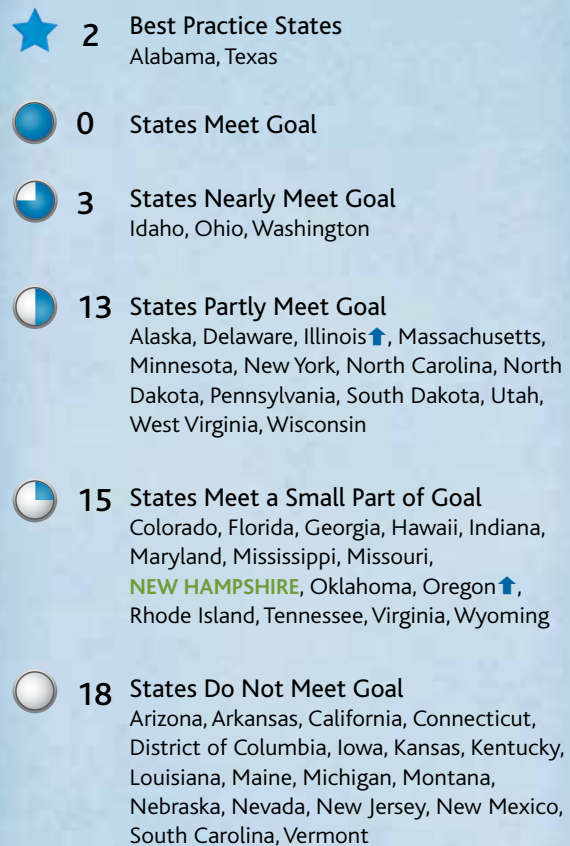 2 Best Practice States
Alabama, Texas
0 States Meet Goal
3 States Nearly Meet Goal
Idaho, Ohio, Washington
13 States Partly Meet Goal
Alaska, Delaware, Illinois⬆, Massachusetts,
Minnesota, New York, North Carolina, North
Dakota, Pennsylvania, South Dakota, Utah,
West Virginia, Wisconsin
15 States Meet a Small Part of Goal
Colorado, Florida, Georgia, Hawaii, Indiana,
Maryland, Mississippi, Missouri,
NEW HAMPSHIRE, Oklahoma, Oregon⬆,
Rhode Island, Tennessee, Virginia, Wyoming
18 States Do Not Meet Goal
Arizona, Arkansas, California, Connecticut,
District of Columbia, Iowa, Kansas, Kentucky,
Louisiana, Maine, Michigan, Montana,
Nebraska, Nevada, New Jersey, New Mexico,
South Carolina, Vermont